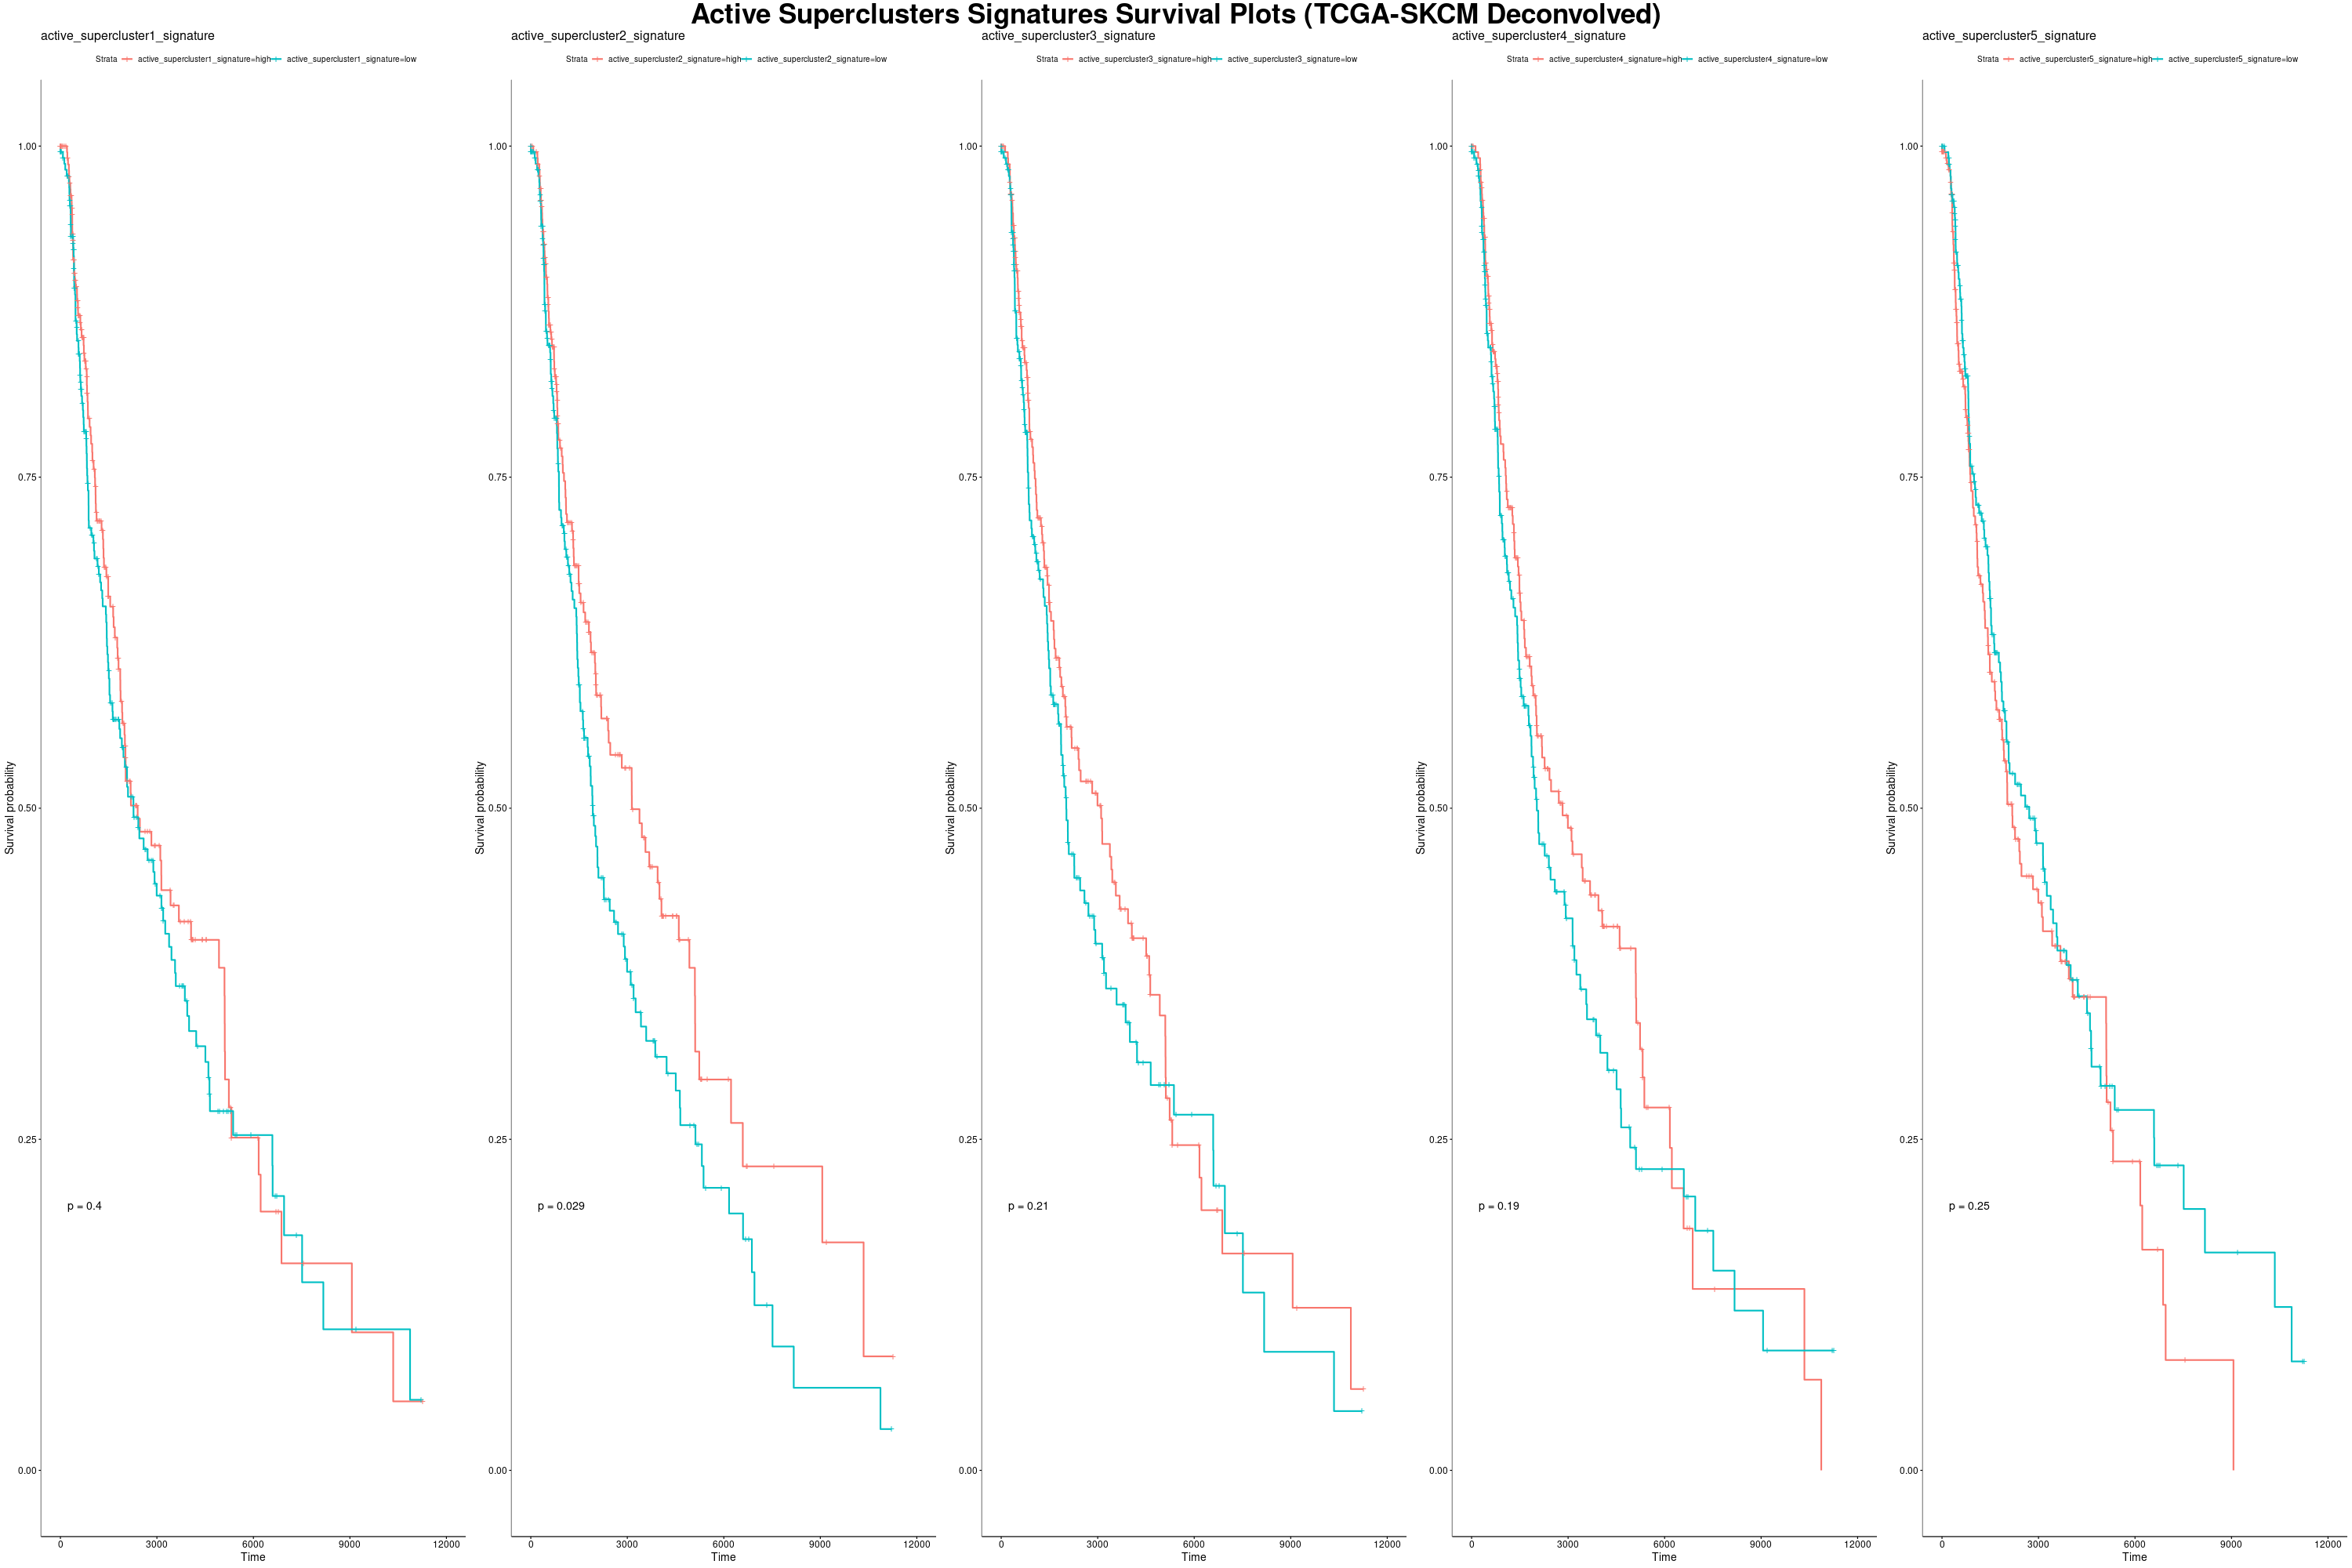 Active Superclusters Signatures Survival Plots (TCGA-SKCM Deconvolved)
active_supercluster1_signature
Strata active_supercluster1_signature=high active_supercluster1_signature=low
Survival probability
1.00
0.75
0.50
0.25
0.00
p = 0.4
0 3000 6000 9000 12000
Time
active_supercluster2_signature
Strata active_supercluster2_signature=high active_supercluster2_signature=low
Survival probability
1.00
0.75
0.50
0.25
0.00
p = 0.029
0 3000 6000 9000 12000
Time
active_supercluster3_signature
Strata active_supercluster3_signature=high active_supercluster3_signature=low
Survival probability
1.00
0.75
0.50
0.25
0.00
p = 0.21
0 3000 6000 9000 12000
Time
active_supercluster4_signature
Strata active_supercluster4_signature=high active_supercluster4_signature=low
Survival probability
1.00
0.75
0.50
0.25
0.00
p = 0.19
0 3000 6000 9000 12000
Time
active_supercluster5_signature
Strata active_supercluster5_signature=high active_supercluster5_signature=low
Survival probability
1.00
0.75
0.50
0.25
0.00
p = 0.25
0 3000 6000 9000 12000
Time